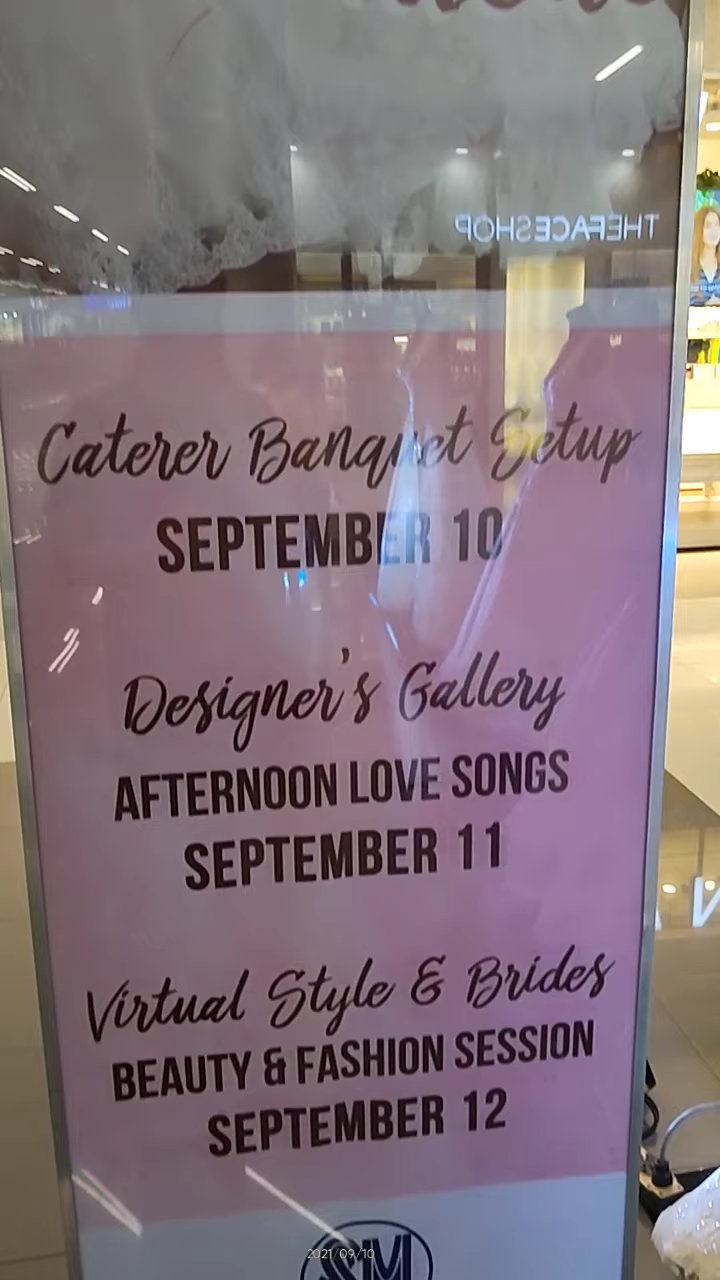 THEFACESHOP
Caterer Banquet Setup
SEPTEMBER 10
Designer's Gallery
AFTERNOON LOVE SONGS
SEPTEMBER 11
Virtual Style & Brides
BEAUTY & FASHION SESSION
SEPTEMBER 12
SM
2021/09/10